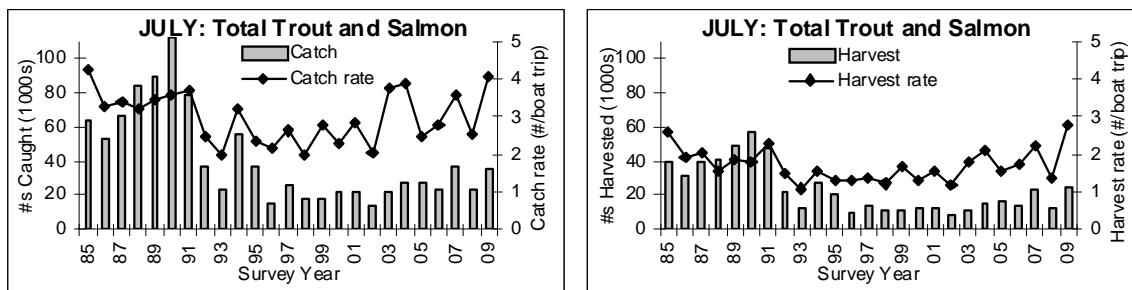 JULY: Total Trout and Salmon
Catch
Catch rate
#s Caught (1000s)
100
80
60
40
20
0
5
4
3
2
1
0
Catch rate (#/boat trip)
85 87 89 91 93 95 97 99 01 03 05 07 09
Survey Year
JULY: Total Trout and Salmon
Harvest
Harvest rate
#s Harvested (1000s)
100
80
60
40
20
0
5
4
3
2
1
0
Harvest rate (#/boat trip)
85 87 89 91 93 95 97 99 01 03 05 07 09
Survey Year